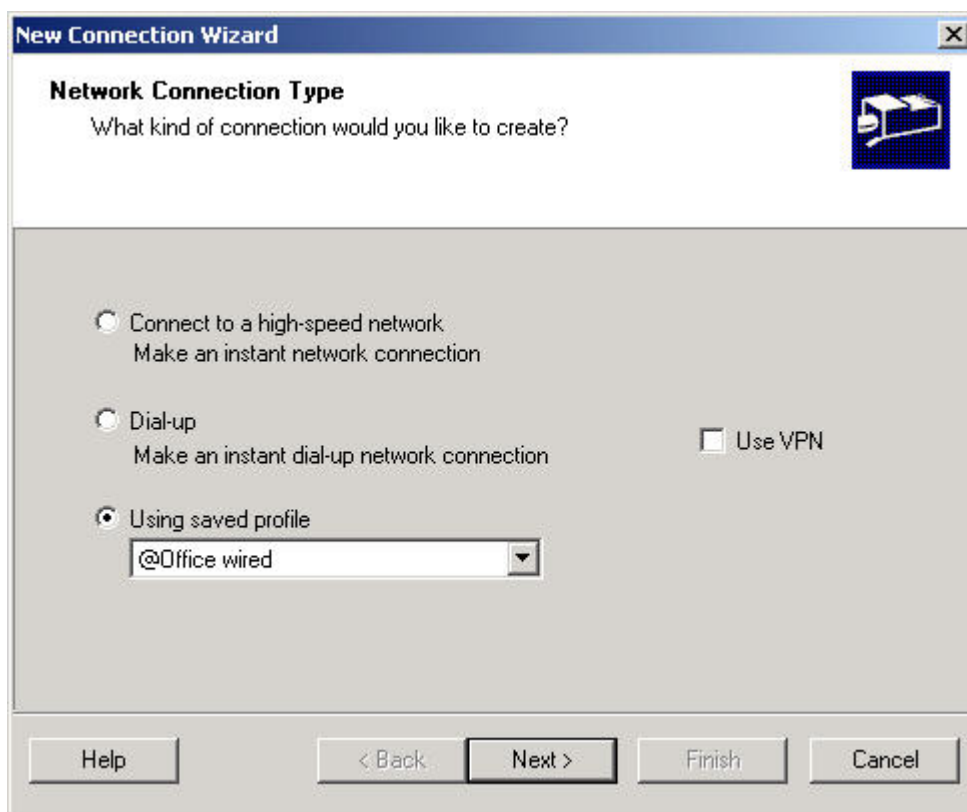 New Connection Wizard
Network Connection Type
What kind of connection would you like to create?
Connect to a high-speed network
Make an instant network connection
Dial-up
Make an instant dial-up network connection
Use VPN
Using saved profile
@Office wired
Help
< Back
Next >
Finish
Cancel